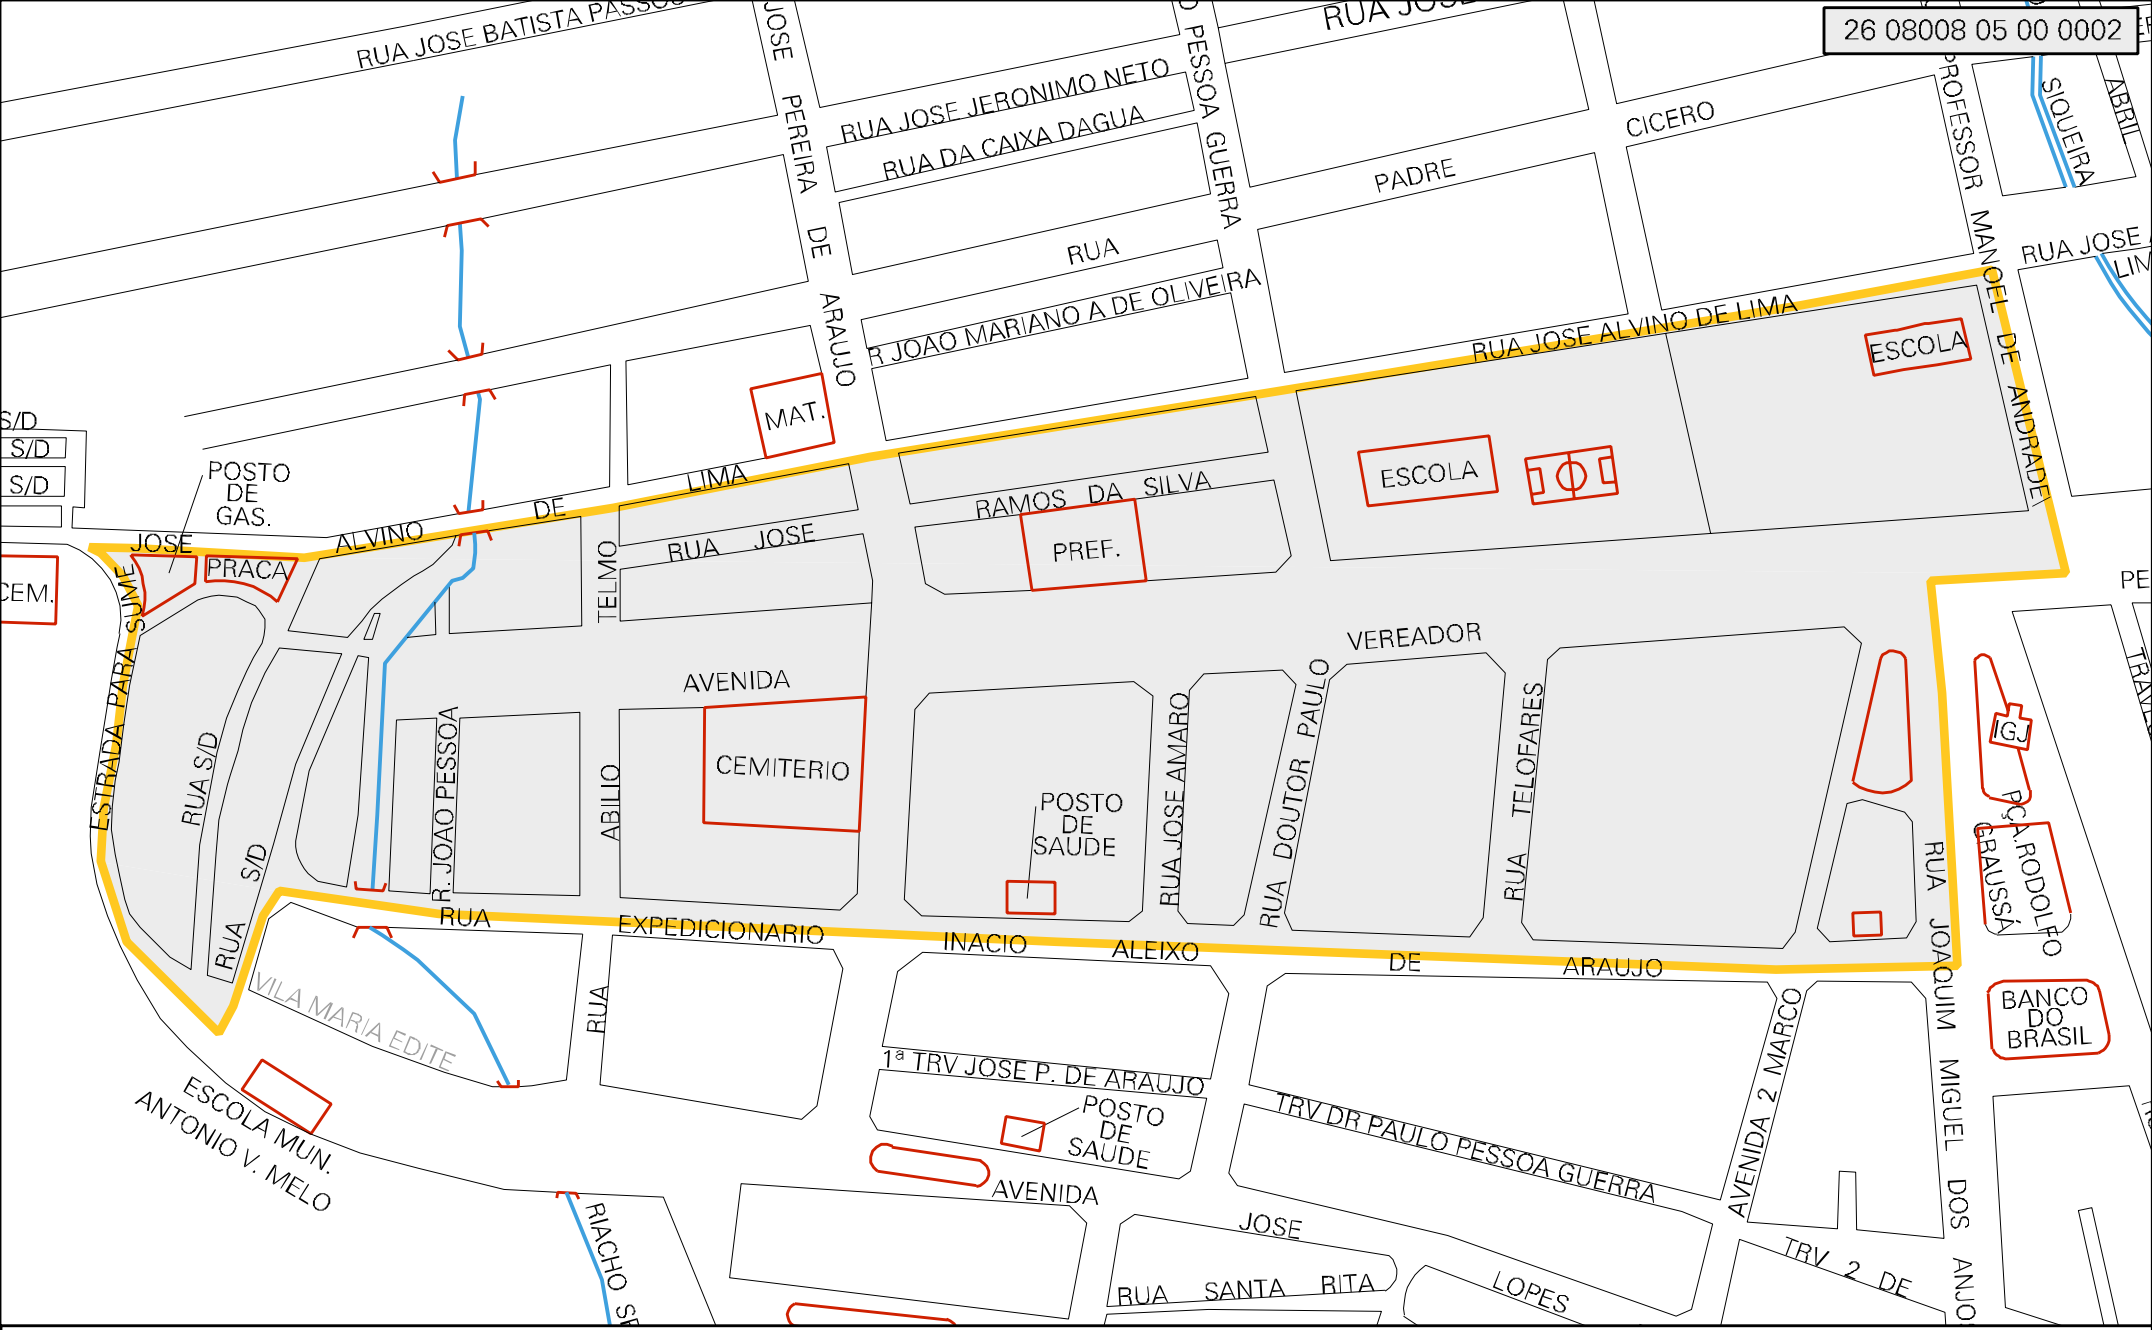 26 08008 05 00 0002
RUA JOSE BATISTA PASSOS
JOSE PEREIRA DE ARAUJO
PESSOA GUERRA
RUA JOSE
RUA JOSE JERONIMO NETO
RUA DA CAIXA DAGUA
CICERO
PADRE
RUA
R JOAO MARIANO A DE OLIVEIRA
PROFESSOR MANOEL DE ANDRADE
SIQUEIRA
ABRIL
RUA JOSE
LIM
RUA JOSE ALVINO DE LIMA
ESCOLA
MAT.
S/D
S/D
S/D
POSTO
DE
GAS.
JOSE ALVINO DE LIMA
PRACA
CEM.
ESTRADA PARA SUME
RUA S/D
RUA S/D
TELMO
RUA JOSE
RAMOS DA SILVA
PREF.
ESCOLA
AVENIDA
VEREADOR
PE
CEMITERIO
R. JOAO PESSOA
ABILIO
RUA
POSTO
DE
SAUDE
RUA JOSE AMARO
RUA DOUTOR PAULO
RUA TELOFARES
IGJ
PÇA.RODOLFO
GRAUSSÁ
RUA JOAQUIM MIGUEL DOS ANJOS
RUA EXPEDICIONARIO INACIO ALEIXO DE ARAUJO
VILA MARIA EDITE
BANCO
DO
BRASIL
AVENIDA 2 MARCO
1ª TRV JOSE P. DE ARAUJO
POSTO
DE
SAUDE
TRV DR PAULO PESSOA GUERRA
ESCOLA MUN.
ANTONIO V. MELO
RIACHO
AVENIDA JOSE LOPES
RUA SANTA RITA
TRV 2 DE